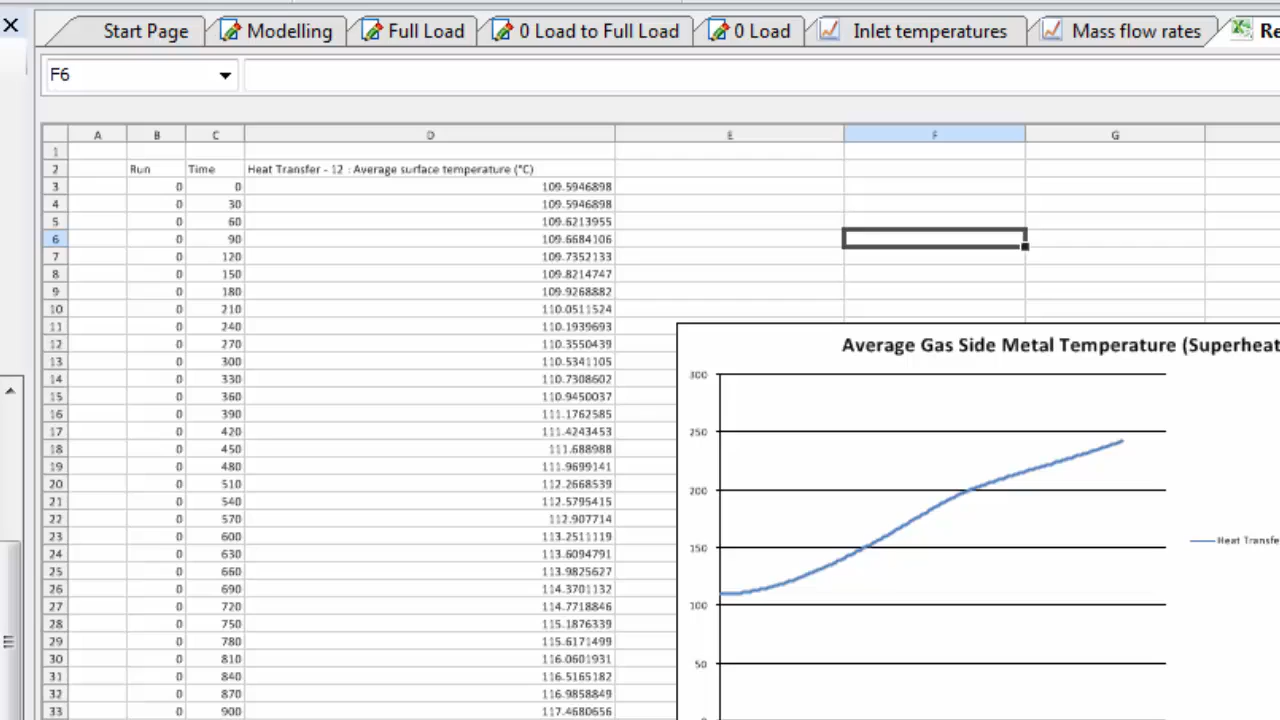 Start Page Modelling Full Load 0 Load to Full Load 0 Load Inlet temperatures Mass flow rates Re
F6
A B C D E F G
1
2 Run Time Heat Transfer - 12 : Average surface temperature (°C)
3 0 0 109.5946898
4 0 30 109.5946898
5 0 60 109.6213955
6 0 90 109.6684106
7 0 120 109.7352133
8 0 150 109.8214747
9 0 180 109.9268882
10 0 210 110.0511524
11 0 240 110.1939693
12 0 270 110.3550439
13 0 300 110.5341105
14 0 330 110.7308602
15 0 360 110.9450037
16 0 390 111.1762585
17 0 420 111.4243453
18 0 450 111.688988
19 0 480 111.9699141
20 0 510 112.2668539
21 0 540 112.5795415
22 0 570 112.907714
23 0 600 113.2511119
24 0 630 113.6094791
25 0 660 113.9825627
26 0 690 114.3701132
27 0 720 114.7718846
28 0 750 115.1876339
29 0 780 115.6171499
30 0 810 116.0601931
31 0 840 116.5165182
32 0 870 116.9858849
33 0 900 117.4680656
Average Gas Side Metal Temperature (Superheat
300
250
200
150
100
50
Heat Transfe